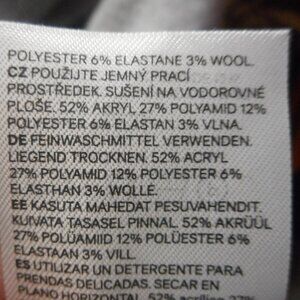 POLYESTER 6% ELASTANE 3% WOOL.
CZ POUŽIJTE JEMNÝ PRACÍ
PROSTŘEDEK. SUŠENÍ NA VODOROVNÉ
PLOŠE. 52% AKRYL 27% POLYAMID 12%
POLYESTER 6% ELASTAN 3% VLNA.
DE FEINWASCHMITTEL VERWENDEN.
LIEGEND TROCKNEN. 52% ACRYL
27% POLYAMID 12% POLYESTER 6%
ELASTHAN 3% WOLLE.
EE KASUTA MAHEDAT PESUVAHENDIT.
KUIVATA TASASEL PINNAL. 52% AKRÜÜL
27% POLÜAMIID 12% POLÜESTER 6%
ELASTAAN 3% VILL.
ES UTILIZAR UN DETERGENTE PARA
PRENDAS DELICADAS. SECAR EN
PLANO HORIZONTAL. 52%